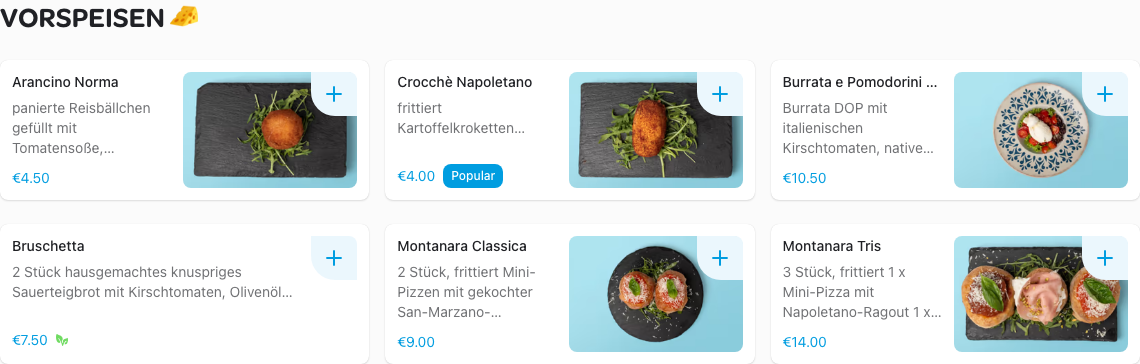 VORSPEISEN 🧀
Arancino Norma
panierte Reisbällchen
gefüllt mit
Tomatensoße,...
€4.50
Crocchè Napoletano
frittiert
Kartoffelkroketten...
€4.00 Popular
Burrata e Pomodorini ...
Burrata DOP mit
italienischen
Kirschtomaten, native...
€10.50
Bruschetta
2 Stück hausgemachtes knuspriges
Sauerteigbrot mit Kirschtomaten, Olivenöl...
€7.50
Montanara Classica
2 Stück, frittiert Mini-
Pizzen mit gekochter
San-Marzano-...
€9.00
Montanara Tris
3 Stück, frittiert 1 x
Mini-Pizza mit
Napoletano-Ragout 1 x...
€14.00